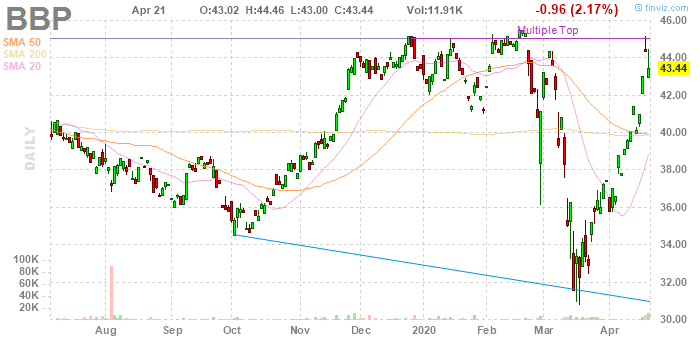 BBP Apr 21 O:43.02 H:44.46 L:43.00 C:43.44 Vol:11.91K -0.96 (2.17%) © finviz.com
SMA 50
SMA 200
SMA 20
Multiple Top
DAILY
46.00
44.00
43.44
42.00
40.00
38.00
36.00
34.00
32.00
30.00
100K
80K
60K
40K
20K
Aug Sep Oct Nov Dec 2020 Feb Mar Apr